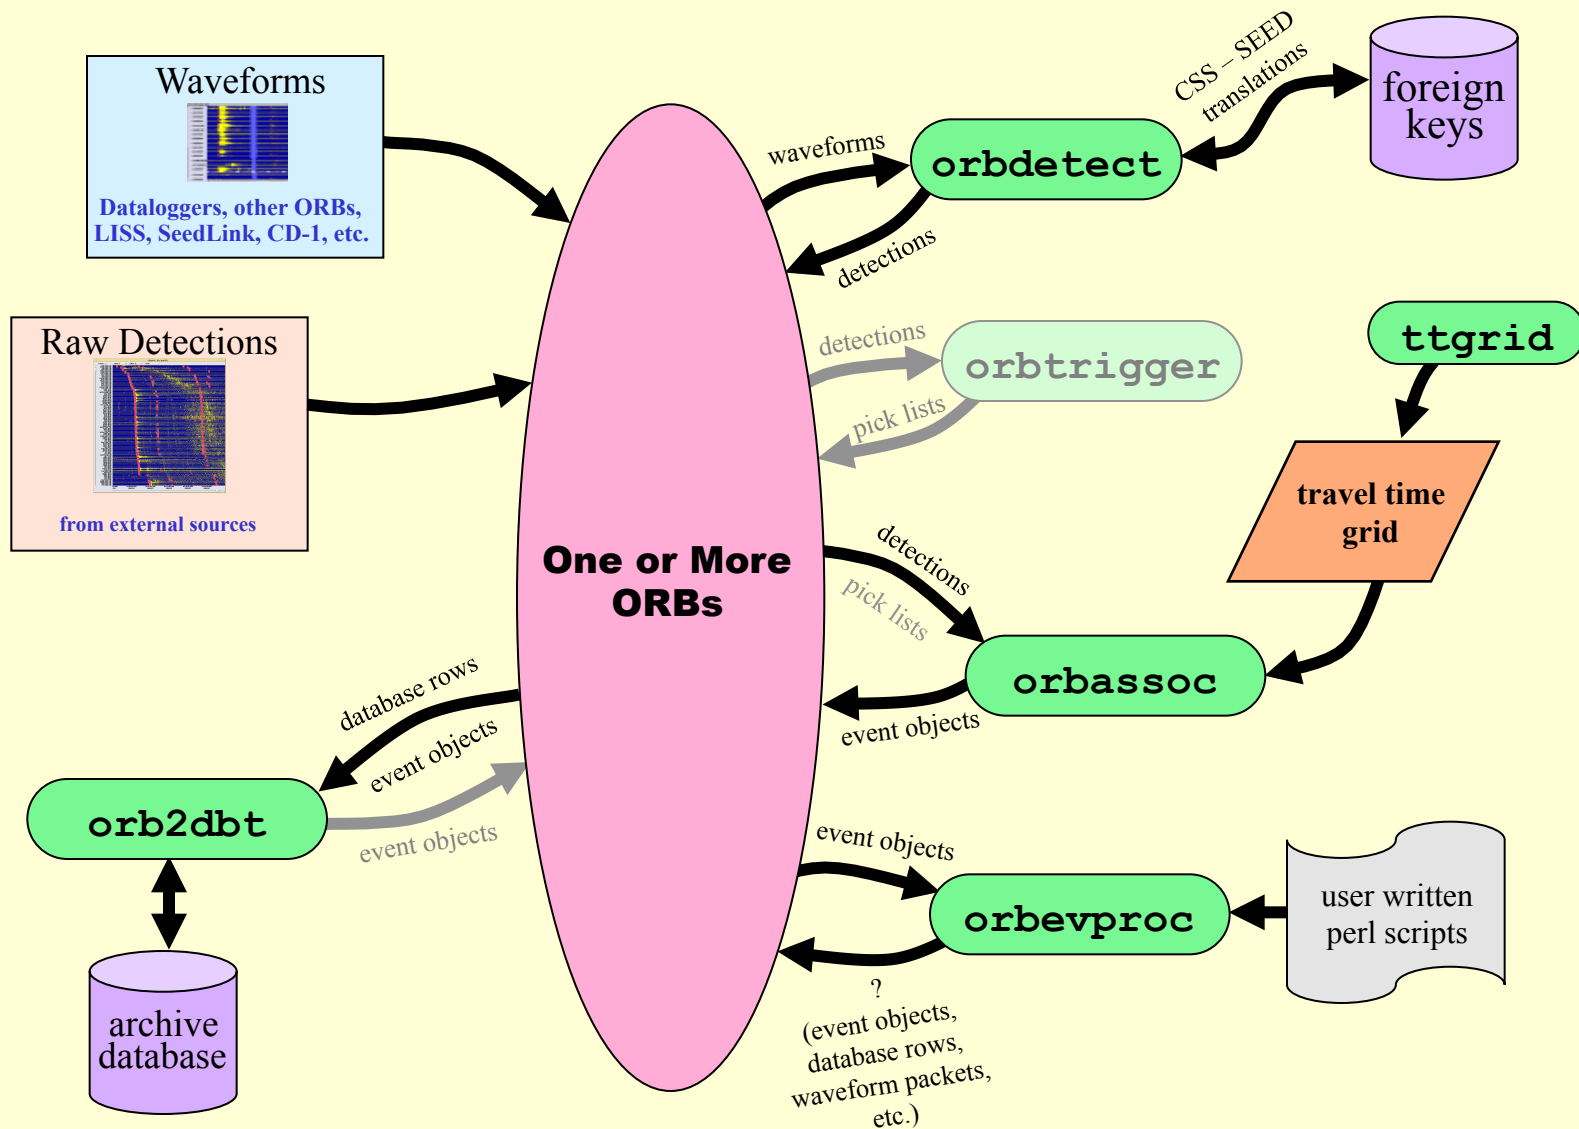 Waveforms
Dataloggers, other ORBs,
LISS, SeedLink, CD-1, etc.
Raw Detections
from external sources
One or More
ORBs
waveforms
detections
orbdetect
CSS – SEED
translations
foreign
keys
detections
pick lists
orbtrigger
ttgrid
travel time
grid
detections
pick lists
orbassoc
event objects
database rows
event objects
orb2dbt
event objects
archive
database
event objects
orbevproc
user written
perl scripts
?
(event objects,
database rows,
waveform packets,
etc.)